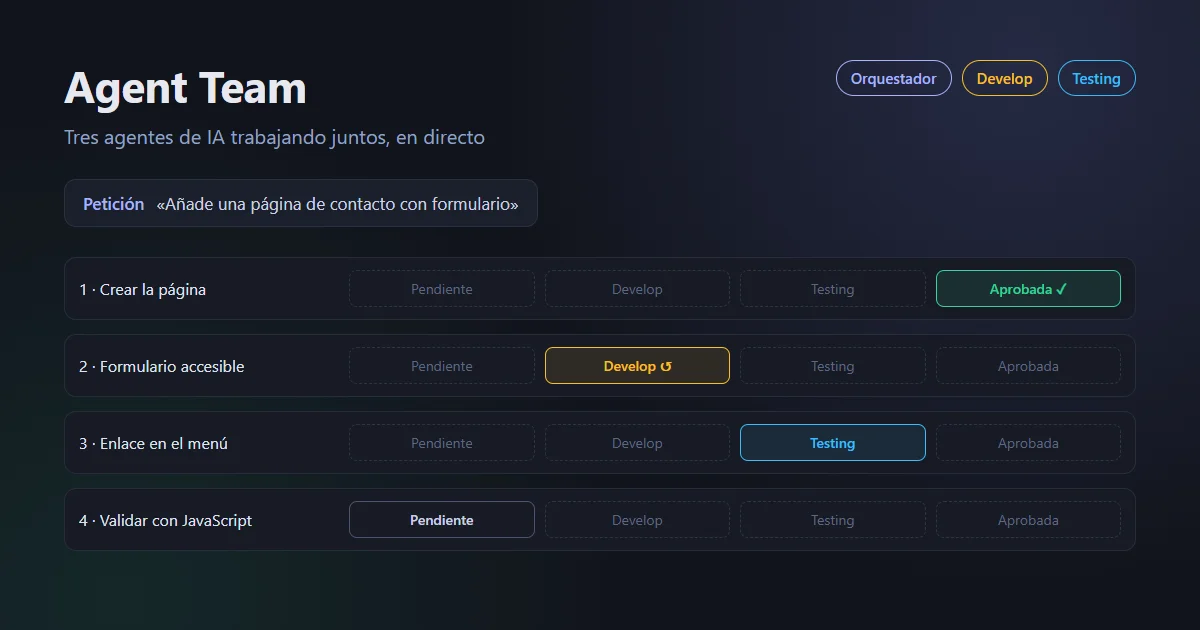 Agent Team
Orquestador Develop Testing
Tres agentes de IA trabajando juntos, en directo
Petición «Añade una página de contacto con formulario»
1 · Crear la página Pendiente Develop Testing Aprobada ✓
2 · Formulario accesible Pendiente Develop ↺ Testing Aprobada
3 · Enlace en el menú Pendiente Develop Testing Aprobada
4 · Validar con JavaScript Pendiente Develop Testing Aprobada